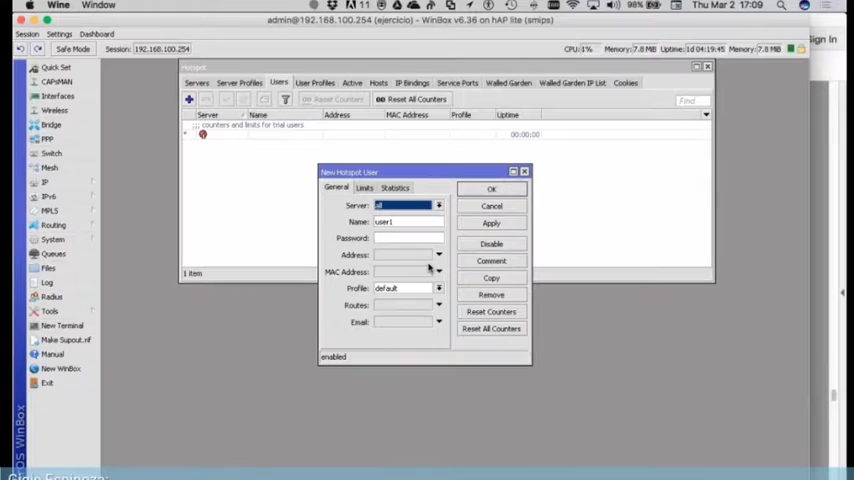 Wine Window 11 98% Thu Mar 2 17:09
admin@192.168.100.254 (ejercicio) - WinBox v6.36 on hAP lite (smips)
Sign In
Session Settings Dashboard
Safe Mode Session: 192.168.100.254 CPU: 1% Memory: 7.8 MiB Uptime: 1d 04:19:45 Memory: 7.8 MiB
Quick Set
CAPsMAN
Interfaces
Wireless
Bridge
PPP
Switch
Mesh
IP
IPv6
MPLS
Routing
System
Queues
Files
Log
Radius
Tools
New Terminal
Make Supout.rif
Manual
New WinBox
Exit
Hotspot
Servers Server Profiles Users User Profiles Active Hosts IP Bindings Service Ports Walled Garden Walled Garden IP List Cookies
00 Reset Counters 00 Reset All Counters Find
Server Name Address MAC Address Profile Uptime
;;; counters and limits for trial users
* 00:00:00
1 item
New Hotspot User
General Limits Statistics
Server: all
Name: user1
Password:
Address:
MAC Address:
Profile: default
Routes:
Email:
OK
Cancel
Apply
Disable
Comment
Copy
Remove
Reset Counters
Reset All Counters
enabled
OS WinBox